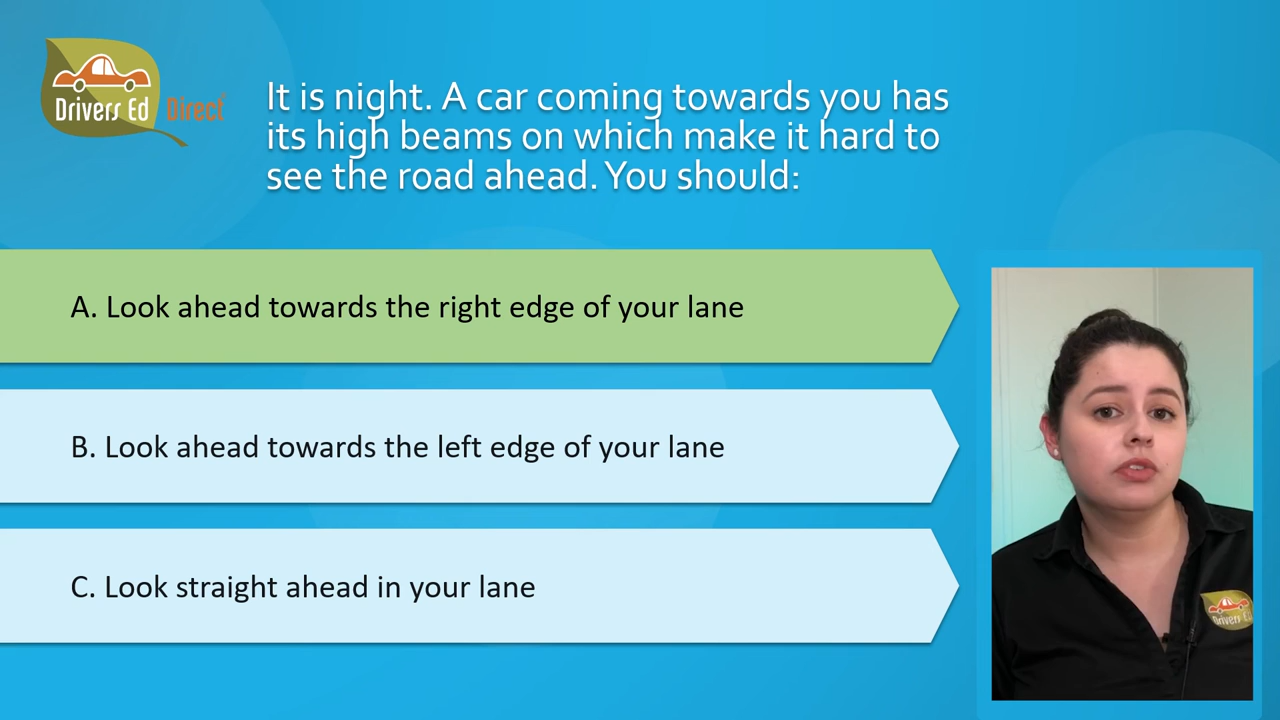 Drivers Ed Direct
It is night. A car coming towards you has
its high beams on which make it hard to
see the road ahead. You should:
A. Look ahead towards the right edge of your lane
B. Look ahead towards the left edge of your lane
C. Look straight ahead in your lane
Drivers Ed